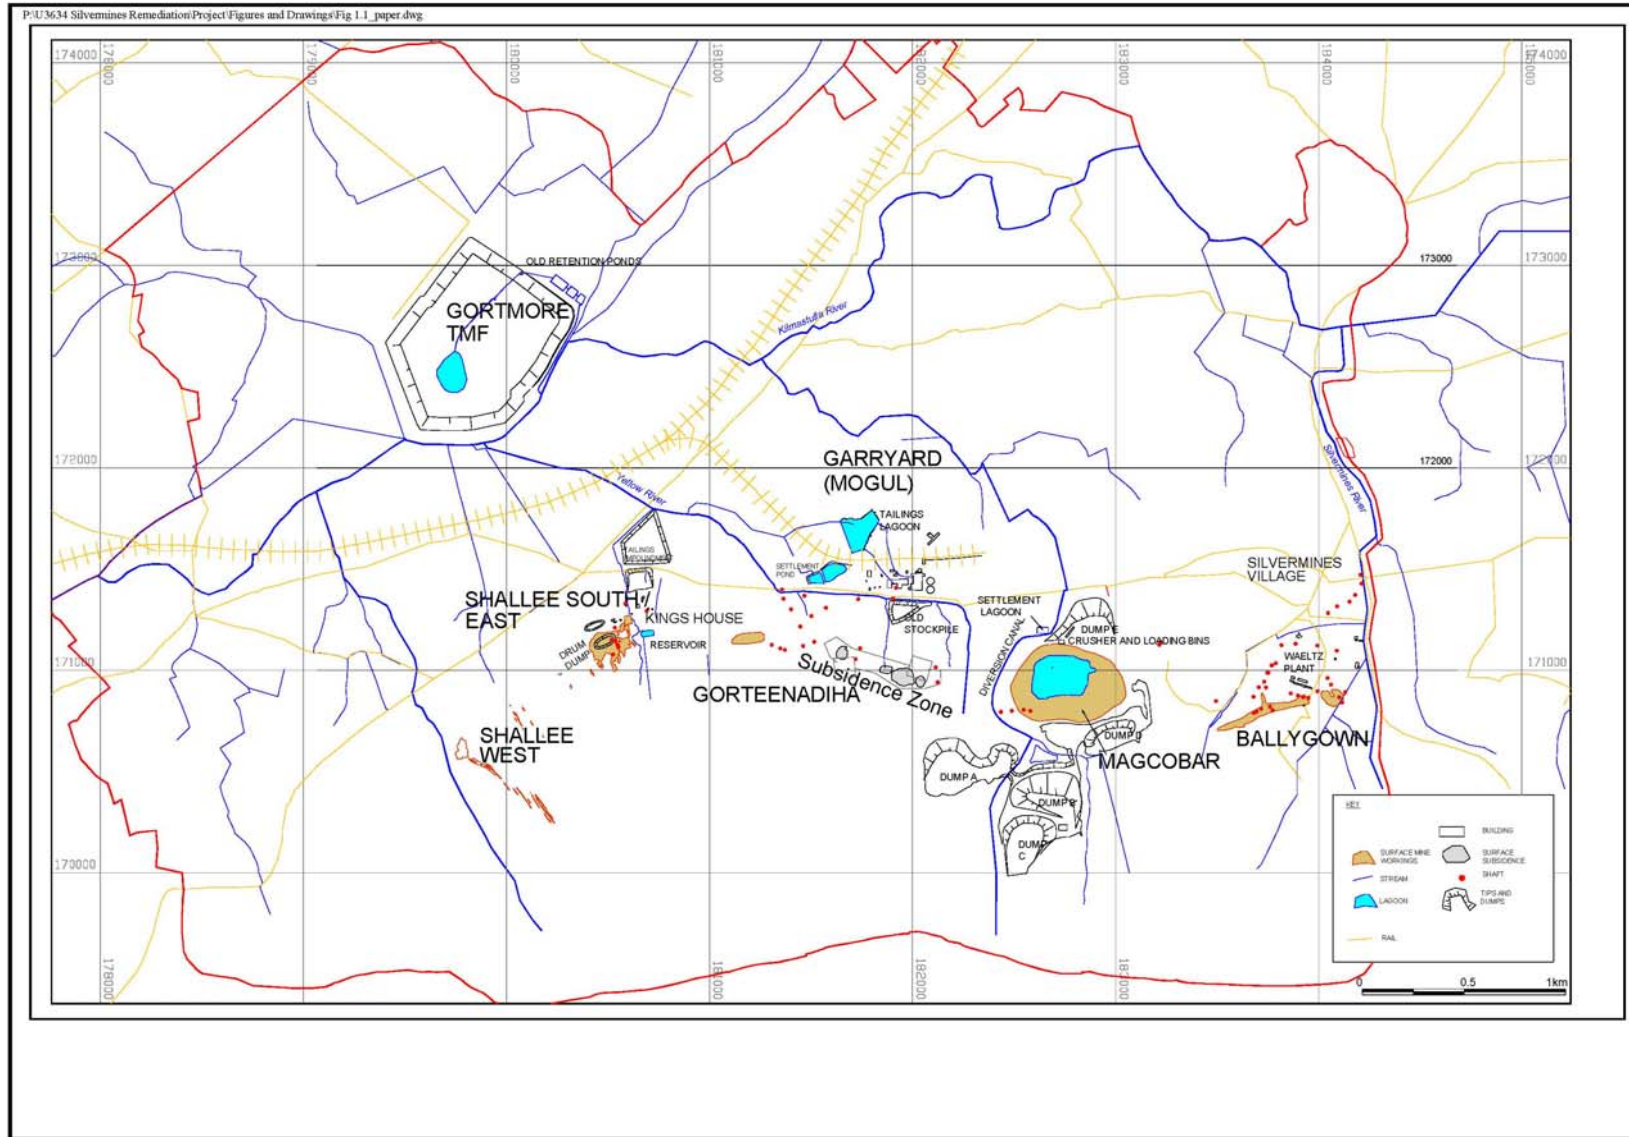 P:\U3634 Silvermines Remediation\Project\Figures and Drawings\Fig 1.1_paper.dwg
174000
178000
179000
180000
181000
182000
183000
184000
174000
173000
OLD RETENTION PONDS
173000
173000
GORTMORE
TMF
Kilmastulla River
172000
GARRYARD
(MOGUL)
172000
172000
Silvermines River
Yellow River
TAILINGS
LAGOON
TAILINGS
IMPOUNDMENT
SETTLEMENT
POND
SILVERMINES
VILLAGE
SHALLEE SOUTH
EAST
KINGS HOUSE
SETTLEMENT
LAGOON
OLD
STOCKPILE
DUMP E
CRUSHER AND LOADING BINS
DRUM
DUMP
RESERVOIR
DIVERSION CANAL
WAELTZ
PLANT
171000
171000
Subsidence Zone
GORTEENADIHA
SHALLEE
WEST
DUMP D
BALLYGOWN
MAGCOBAR
DUMP A
DUMP B
DUMP
C
170000
KEY
BUILDING
SURFACE MINE
WORKINGS
SURFACE
SUBSIDENCE
STREAM
SHAFT
LAGOON
TIPS AND
DUMPS
RAIL
178000
181000
182000
183000
0 0.5 1km